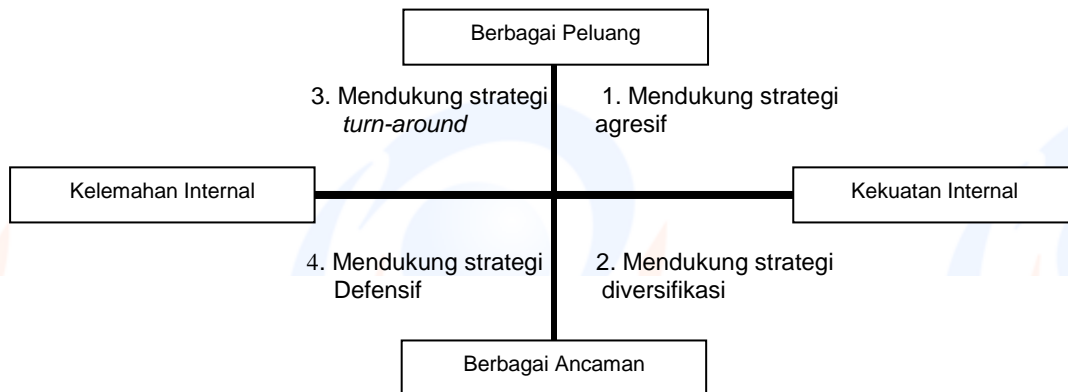 Berbagai Peluang
3. Mendukung strategi
turn-around
1. Mendukung strategi
agresif
Kelemahan Internal
Kekuatan Internal
4. Mendukung strategi
Defensif
2. Mendukung strategi
diversifikasi
Berbagai Ancaman